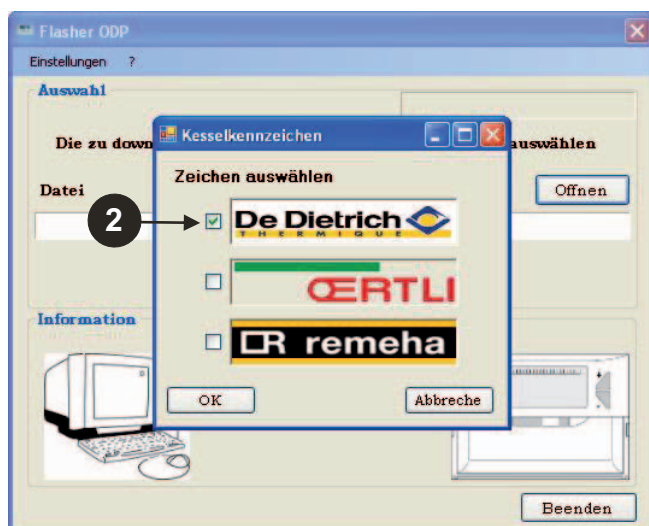 Flasher ODP
Einstellungen ?
Auswahl
Die zu down
auswählen
Datei
Offnen
Kesselkennzeichen
Zeichen auswählen
2
De Dietrich
THERMIQUE
ŒRTLI
remeha
OK
Abbreche
Information
Beenden